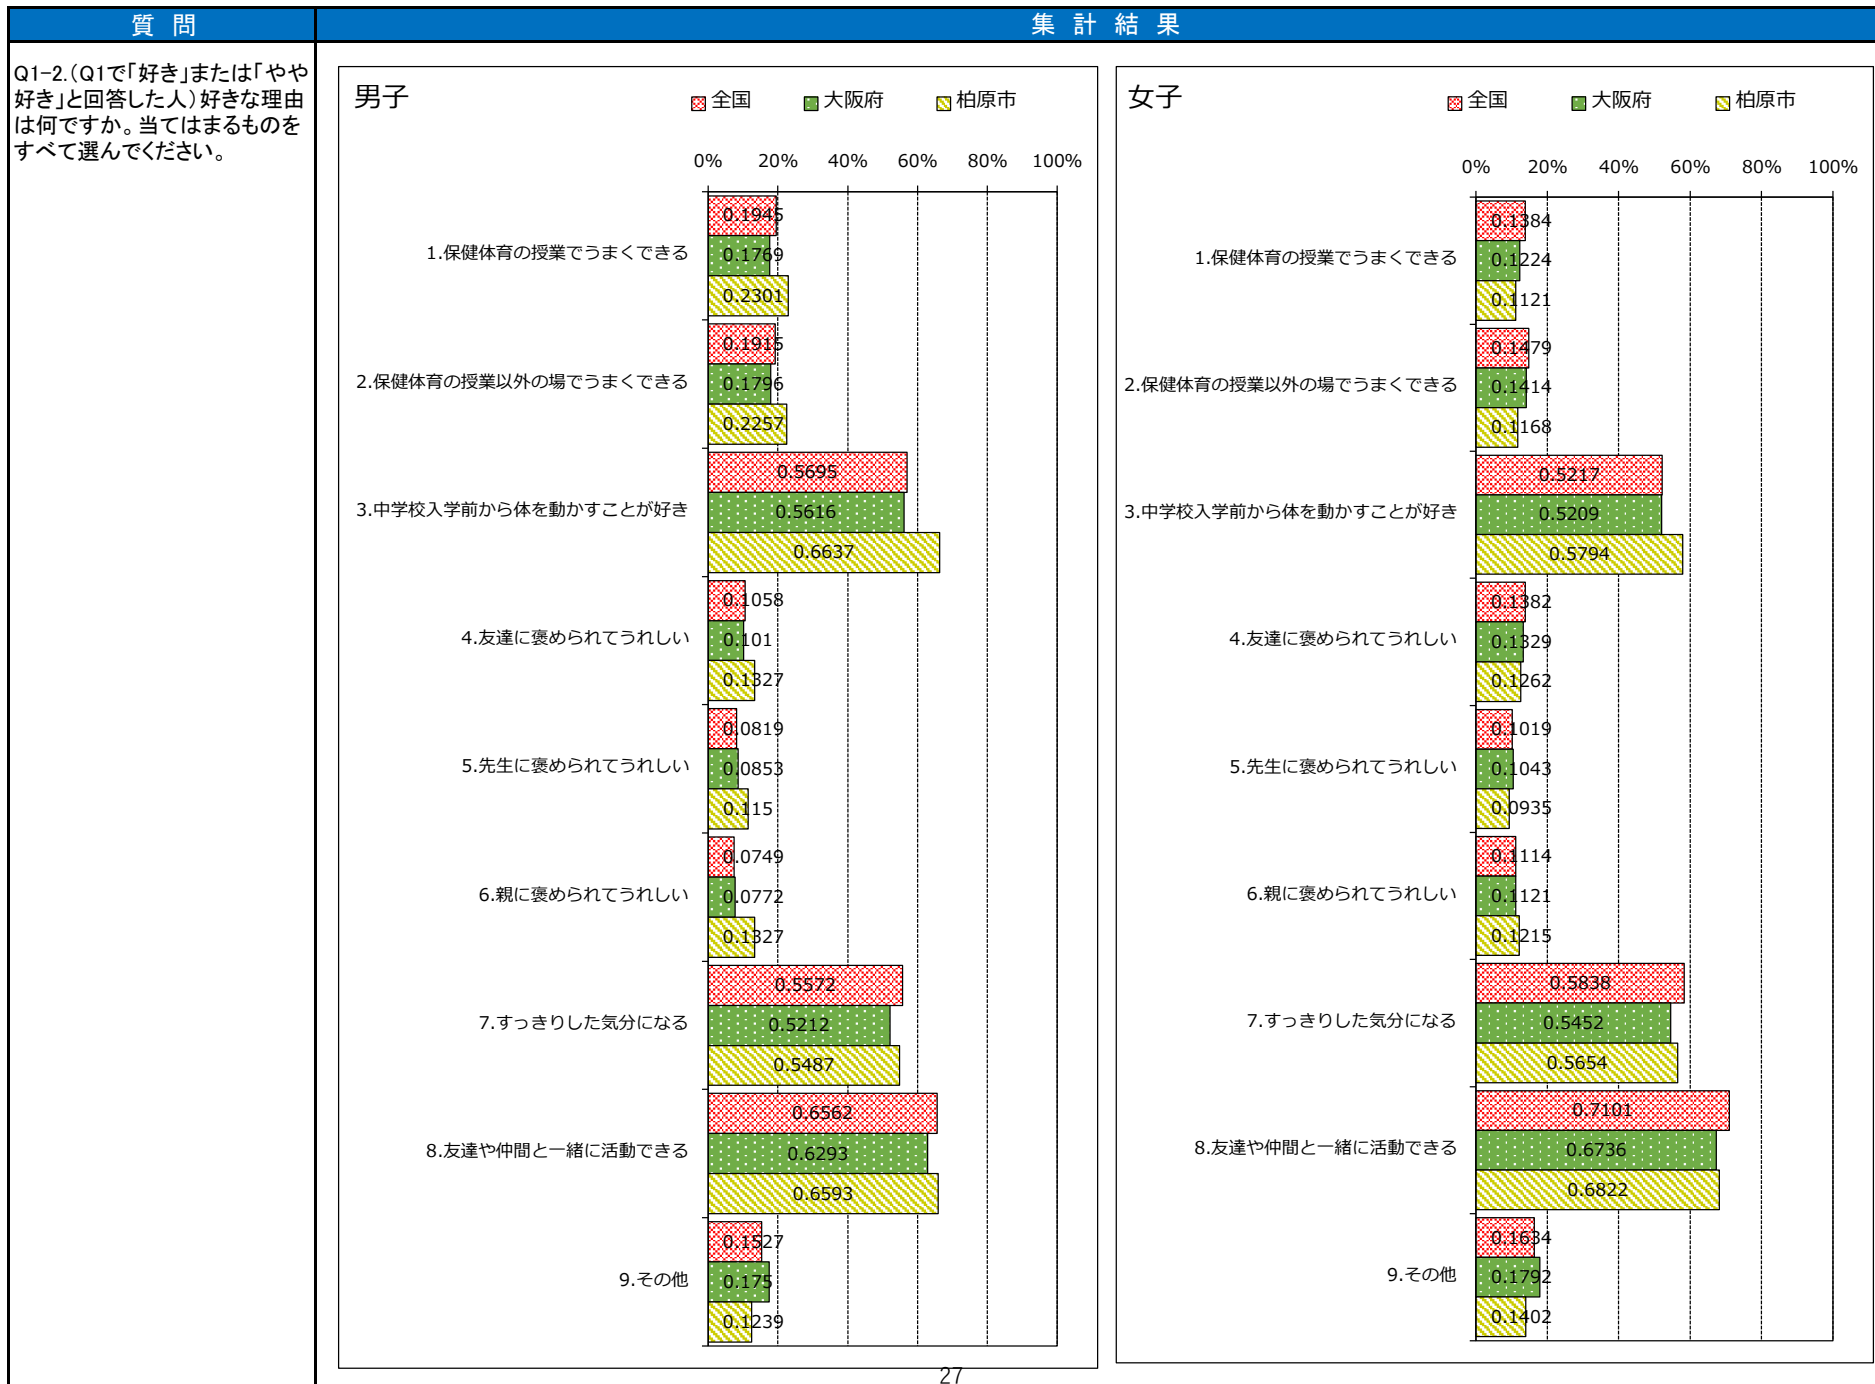 質 問
集 計 結 果
Q1-2.(Q1で「好き」または「やや
好き」と回答した人)好きな理由
は何ですか。当てはまるものを
すべて選んでください。
男子
全国 大阪府 柏原市
0% 20% 40% 60% 80% 100%
1.保健体育の授業でうまくできる
0.1945
0.1769
0.2301
2.保健体育の授業以外の場でうまくできる
0.1915
0.1796
0.2257
3.中学校入学前から体を動かすことが好き
0.5695
0.5616
0.6637
4.友達に褒められてうれしい
0.1058
0.101
0.1327
5.先生に褒められてうれしい
0.0819
0.0853
0.115
6.親に褒められてうれしい
0.0749
0.0772
0.1327
7.すっきりした気分になる
0.5572
0.5212
0.5487
8.友達や仲間と一緒に活動できる
0.6562
0.6293
0.6593
9.その他
0.1527
0.175
0.1239
女子
全国 大阪府 柏原市
0% 20% 40% 60% 80% 100%
1.保健体育の授業でうまくできる
0.1384
0.1224
0.1121
2.保健体育の授業以外の場でうまくできる
0.1479
0.1414
0.1168
3.中学校入学前から体を動かすことが好き
0.5217
0.5209
0.5794
4.友達に褒められてうれしい
0.1382
0.1329
0.1262
5.先生に褒められてうれしい
0.1019
0.1043
0.0935
6.親に褒められてうれしい
0.1114
0.1121
0.1215
7.すっきりした気分になる
0.5838
0.5452
0.5654
8.友達や仲間と一緒に活動できる
0.7101
0.6736
0.6822
9.その他
0.1634
0.1792
0.1402
27